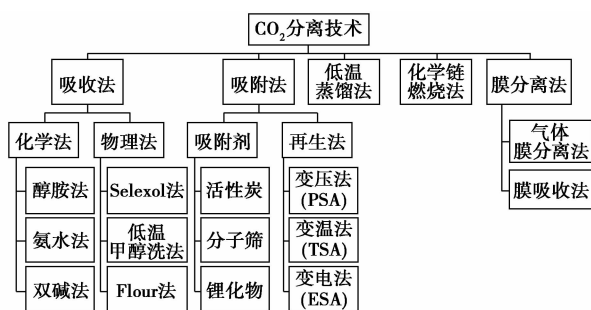 CO₂分离技术
吸收法
吸附法
低温
蒸馏法
化学链
燃烧法
膜分离法
化学法
物理法
吸附剂
再生法
气体
膜分离法
膜吸收法
醇胺法
Selexol法
活性炭
变压法
(PSA)
氨水法
低温
甲醇洗法
分子筛
变温法
(TSA)
双碱法
Flour法
锂化物
变电法
(ESA)